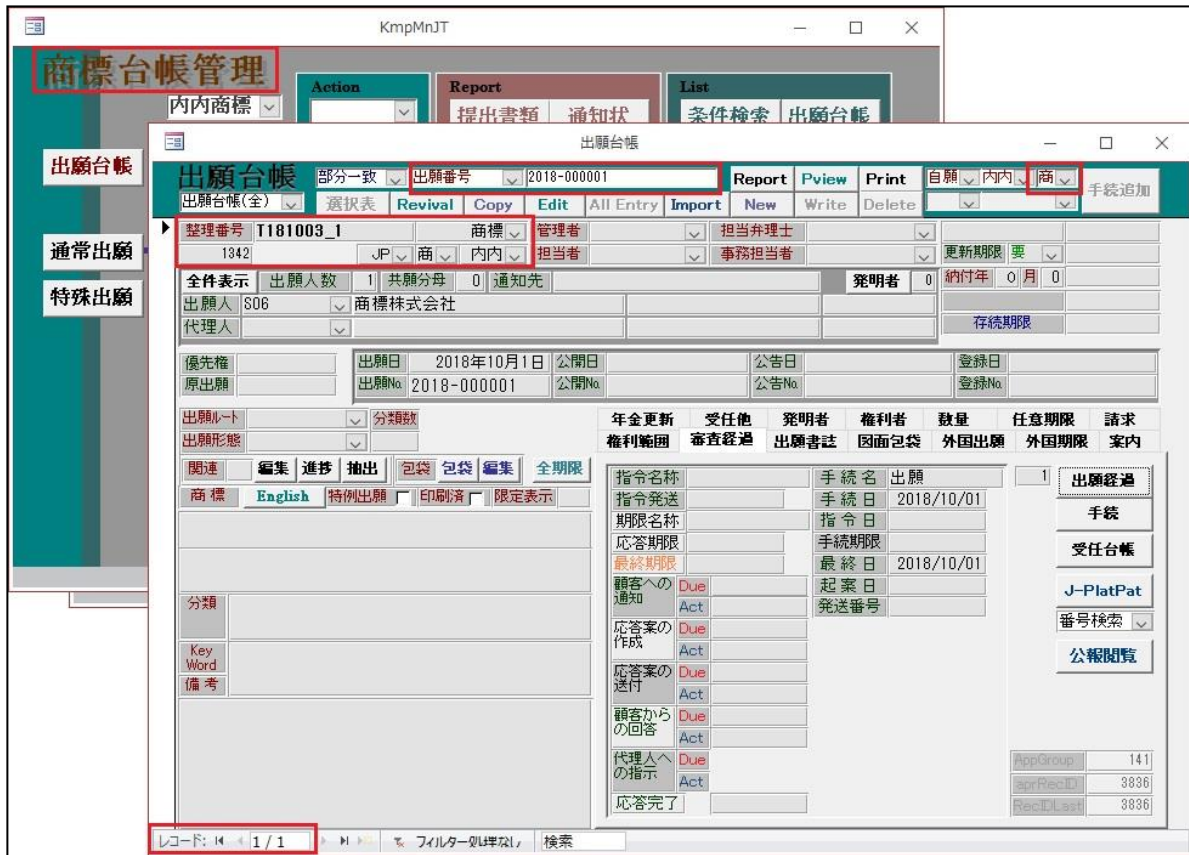 KmpMnJT
商標台帳管理
内内商標
Action
Report
List
提出書類 通知状
条件検索 出願台帳
出願台帳
通常出願
特殊出願
出願台帳
出願台帳 部分一致 出願番号 2018-000001 Report Pview Print 自願 内内 商 手続追加
出願台帳(全) 選択表 Revival Copy Edit All Entry Import New Write Delete
整理番号 T181003_1 商標 管理者 担当弁理士
1342 JP 商 内内 担当者 事務担当者 更新期限 要
全件表示 出願人数 1 共願分母 0 通知先 発明者 0 納付年 0 月 0
出願人 S06 商標株式会社
代理人 存続期限
優先権 出願日 2018年10月1日 公開日 公告日 登録日
原出願 出願No. 2018-000001 公開No. 公告No. 登録No.
出願ルート 分類数
出願形態
年金更新 受任他 発明者 権利者 数量 任意期限 請求
権利範囲 審査経過 出願書誌 図面包袋 外国出願 外国期限 案内
関連 編集 進捗 抽出 包袋 包袋 編集 全期限
商標 English 特例出願 印刷済 限定表示
分類
Key
Word
備考
指令名称 手続名 出願 1 出願経過
指令発送 手続日 2018/10/01
期限名称 指令日 手続
応答期限 手続期限
最終期限 最終日 2018/10/01 受任台帳
顧客への Due 起案日
通知 Act 発送番号 J-PlatPat
応答案の Due 番号検索
作成 Act
応答案の Due 公報閲覧
送付 Act
顧客から Due
の回答 Act
代理人へ Due
の指示 Act
応答完了
AppGroup 141
aprRecID 3836
RecIDLast 3836
レコード: 1 / 1 フィルター処理なし 検索